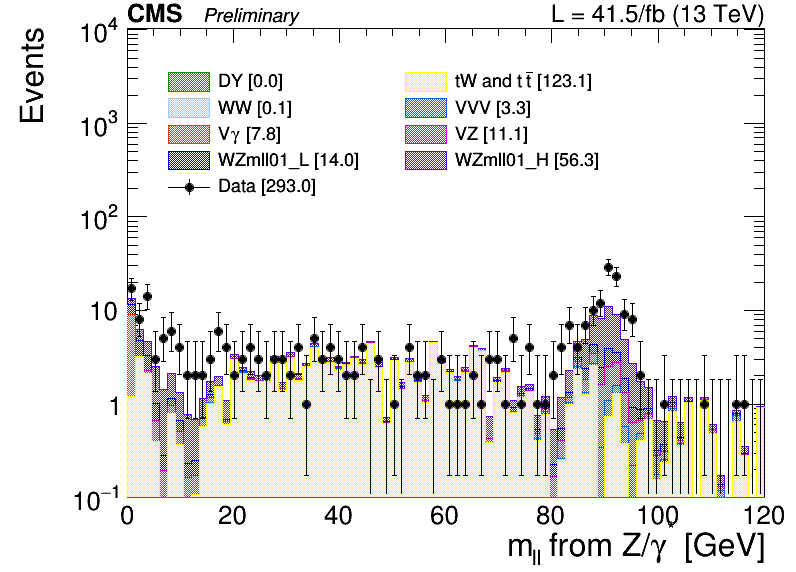 CMS Preliminary L = 41.5/fb (13 TeV)
Events
10⁴
10³
10²
10
1
10⁻¹
DY [0.0]
tW and t t̄ [123.1]
WW [0.1]
VVV [3.3]
Vγ [7.8]
VZ [11.1]
WZmll01_L [14.0]
WZmll01_H [56.3]
Data [293.0]
0 20 40 60 80 100 120
m_ll from Z/γ* [GeV]